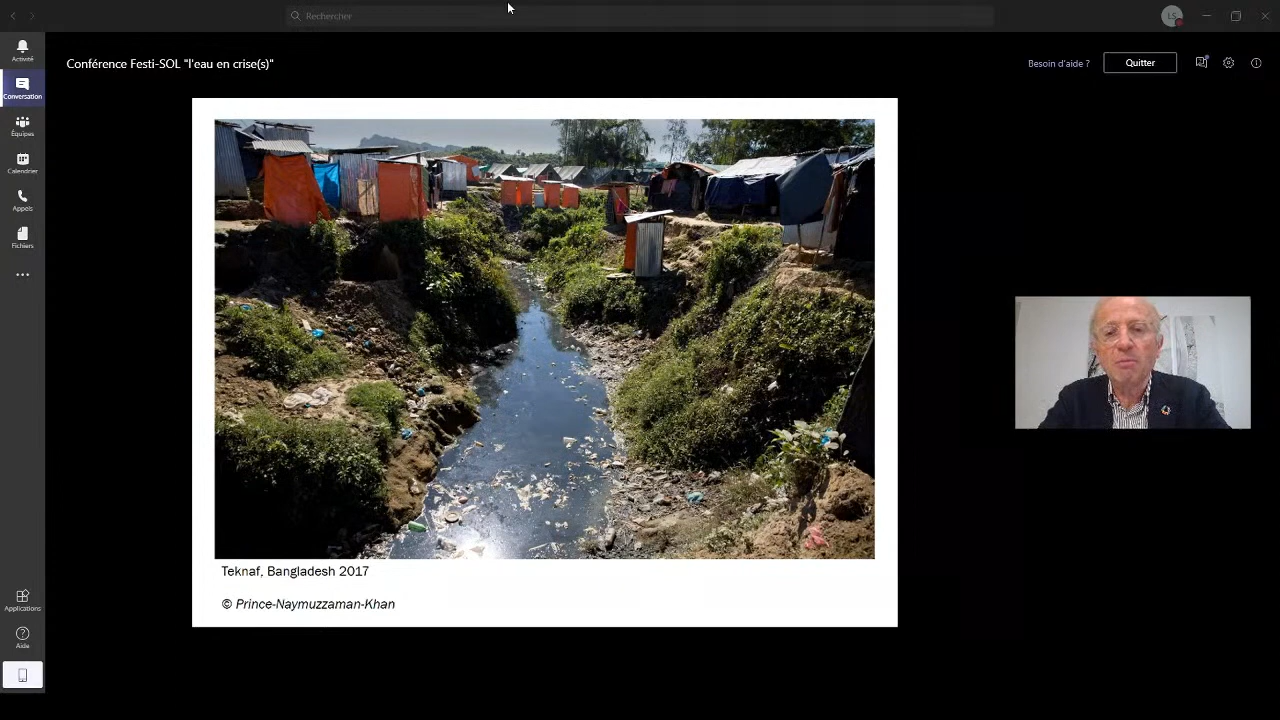 Rechercher
LS
Activité
Conférence Festi-SOL "l'eau en crise(s)"
Besoin d'aide ?
Quitter
Conversation
Équipes
Calendrier
Appels
Fichiers
Teknaf, Bangladesh 2017
© Prince-Naymuzzaman-Khan
Applications
Aide